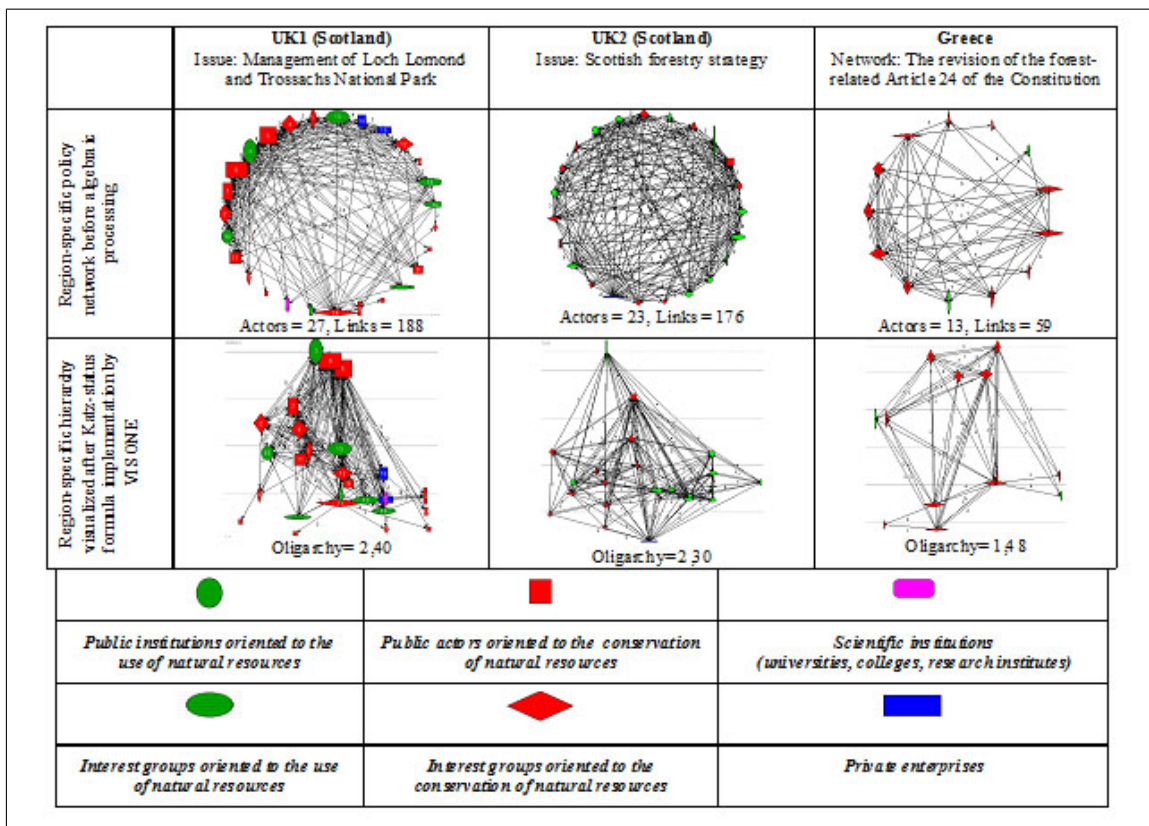 UK1 (Scotland)
Issue: Management of Loch Lomond
and Trossachs National Park
UK2 (Scotland)
Issue: Scottish forestry strategy
Greece
Network: The revision of the forest-
related Article 24 of the Constitution
Region-specific policy
network before algebraic
processing
Actors = 27, Links = 188
Actors = 23, Links = 176
Actors = 13, Links = 59
Region-specific hierarchy
visualized after Katz-status
formula implementation by
VISONE
Oligarchy= 2,40
Oligarchy= 2,30
Oligarchy= 1,48
Public institutions oriented to the
use of natural resources
Public actors oriented to the conservation
of natural resources
Scientific institutions
(universities, colleges, research institutes)
Interest groups oriented to the use
of natural resources
Interest groups oriented to the
conservation of natural resources
Private enterprises